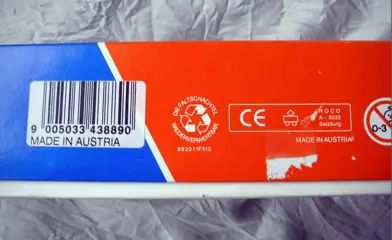 9 005033 438890
MADE IN AUSTRIA
DIE FALTSCHACHTEL
WIEDERVERWERTBAR
893311F310
CE
ROCO
A - 5033
Salzburg
MADE IN AUSTRIA
0-3